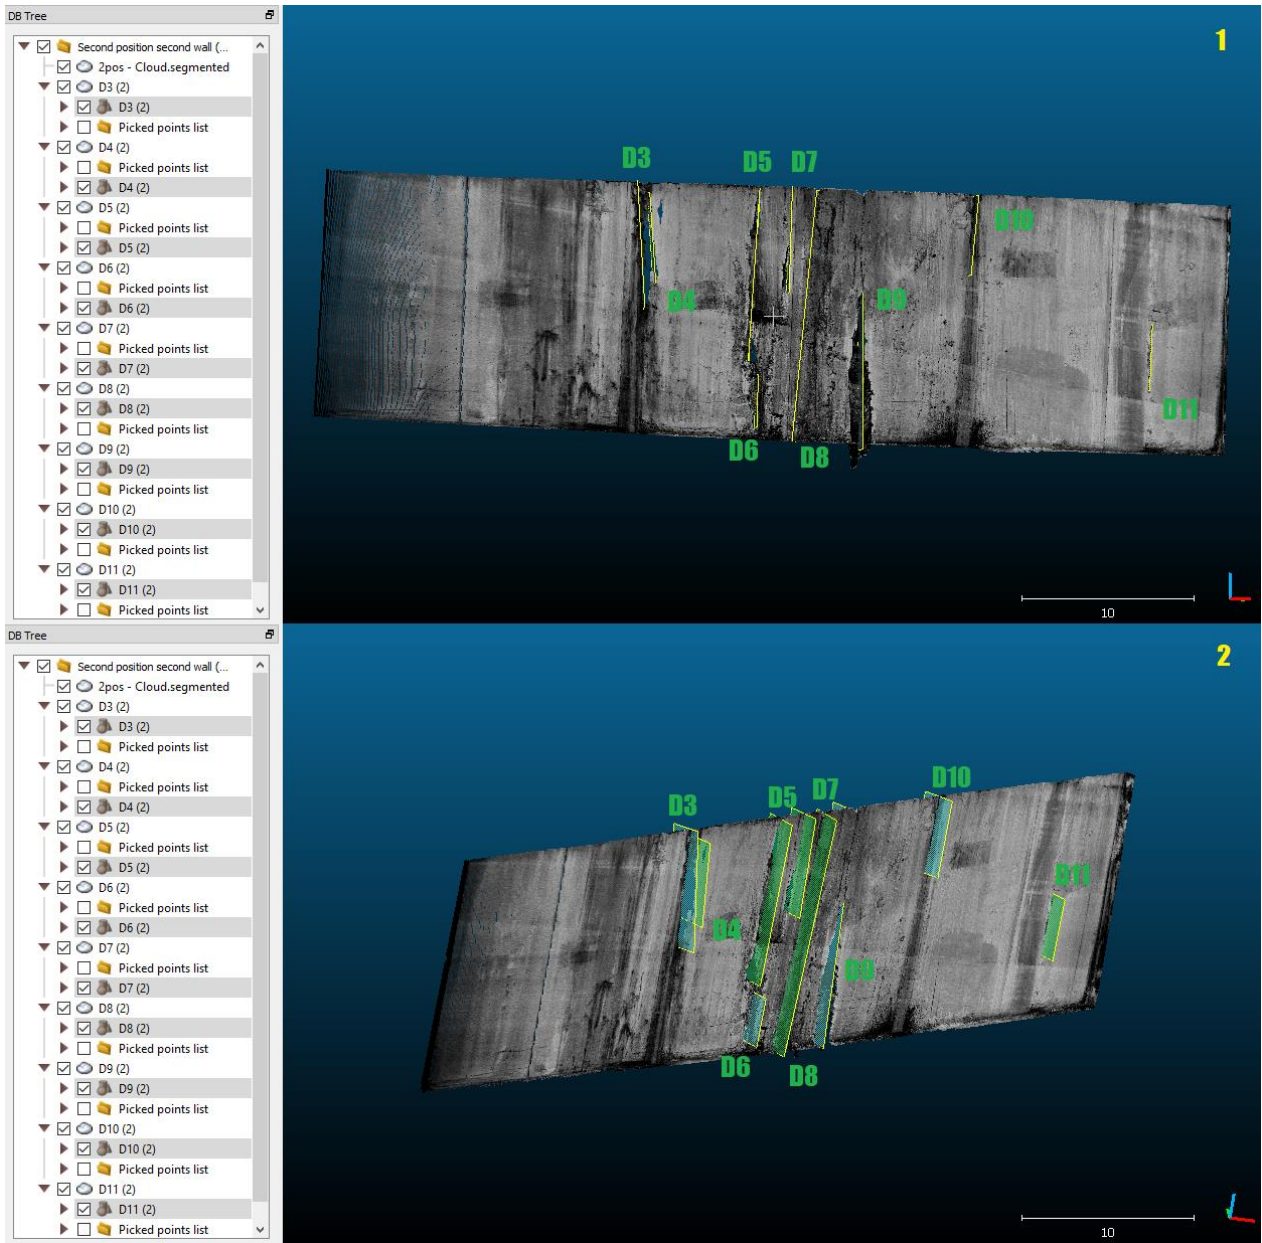 DB Tree
Second position second wall (...
2pos - Cloud.segmented
D3 (2)
D3 (2)
Picked points list
D4 (2)
Picked points list
D4 (2)
D5 (2)
Picked points list
D5 (2)
D6 (2)
Picked points list
D6 (2)
D7 (2)
Picked points list
D7 (2)
D8 (2)
D8 (2)
Picked points list
D9 (2)
D9 (2)
Picked points list
D10 (2)
D10 (2)
Picked points list
D11 (2)
D11 (2)
Picked points list
1
D3
D5
D7
D10
D4
D9
D11
D6
D8
10
DB Tree
Second position second wall (...
2pos - Cloud.segmented
D3 (2)
D3 (2)
Picked points list
D4 (2)
Picked points list
D4 (2)
D5 (2)
Picked points list
D5 (2)
D6 (2)
Picked points list
D6 (2)
D7 (2)
Picked points list
D7 (2)
D8 (2)
D8 (2)
Picked points list
D9 (2)
D9 (2)
Picked points list
D10 (2)
D10 (2)
Picked points list
D11 (2)
D11 (2)
Picked points list
2
D3
D5
D7
D10
D11
D4
D9
D6
D8
10